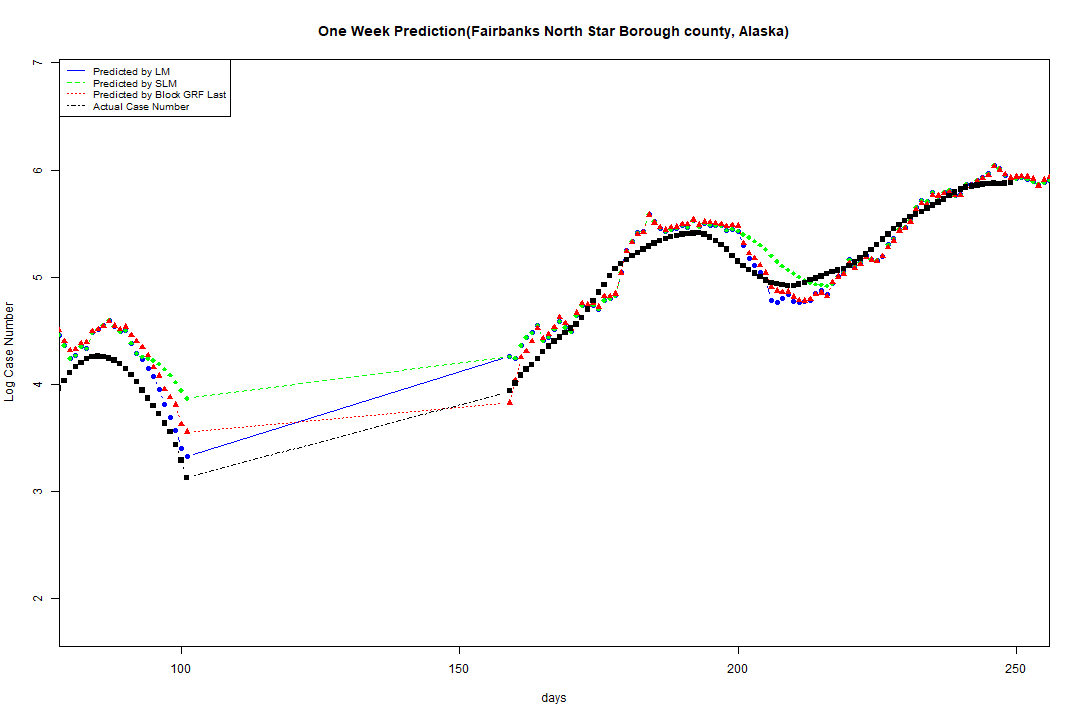 One Week Prediction(Fairbanks North Star Borough county, Alaska)
Predicted by LM
Predicted by SLM
Predicted by Block GRF Last
Actual Case Number
7
6
5
4
3
2
Log Case Number
100 150 200 250
days